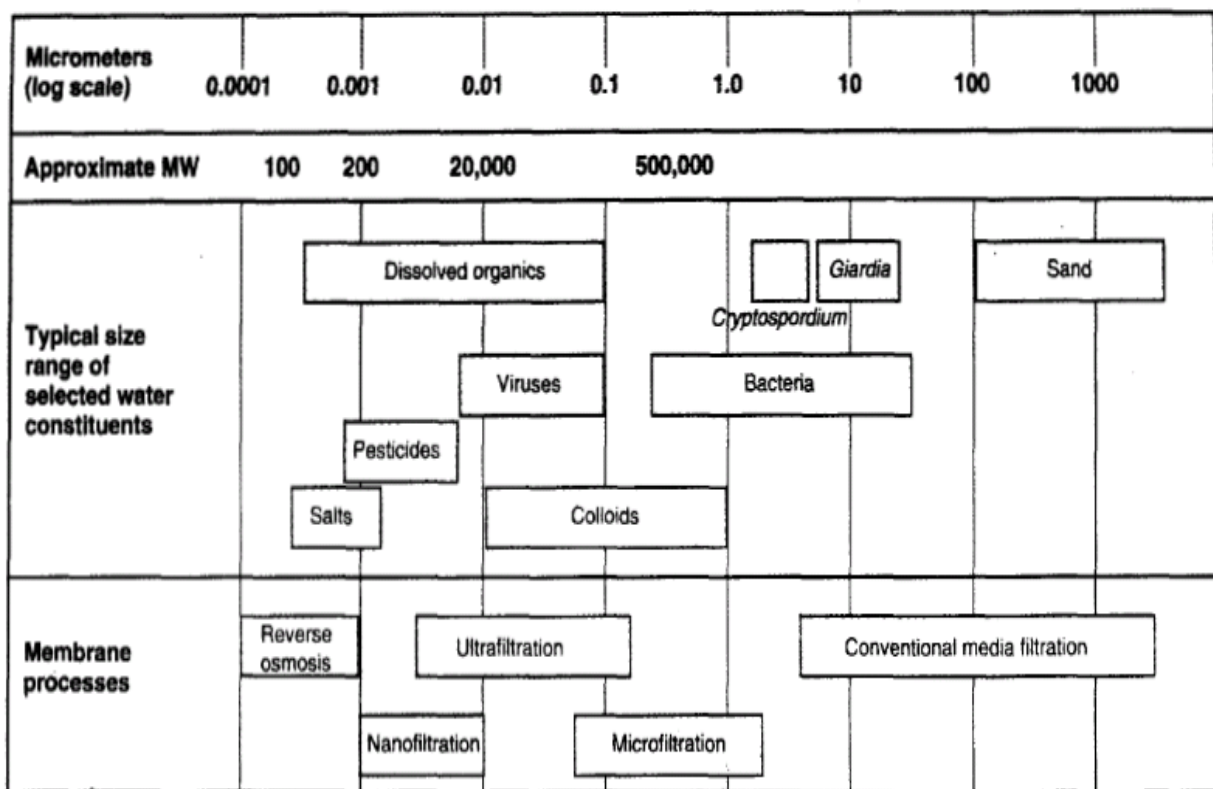 Micrometers
(log scale)
0.0001 0.001 0.01 0.1 1.0 10 100 1000
Approximate MW 100 200 20,000 500,000
Typical size
range of
selected water
constituents
Dissolved organics
Cryptospordium
Giardia
Sand
Viruses
Bacteria
Pesticides
Salts
Colloids
Membrane
processes
Reverse
osmosis
Ultrafiltration
Conventional media filtration
Nanofiltration
Microfiltration